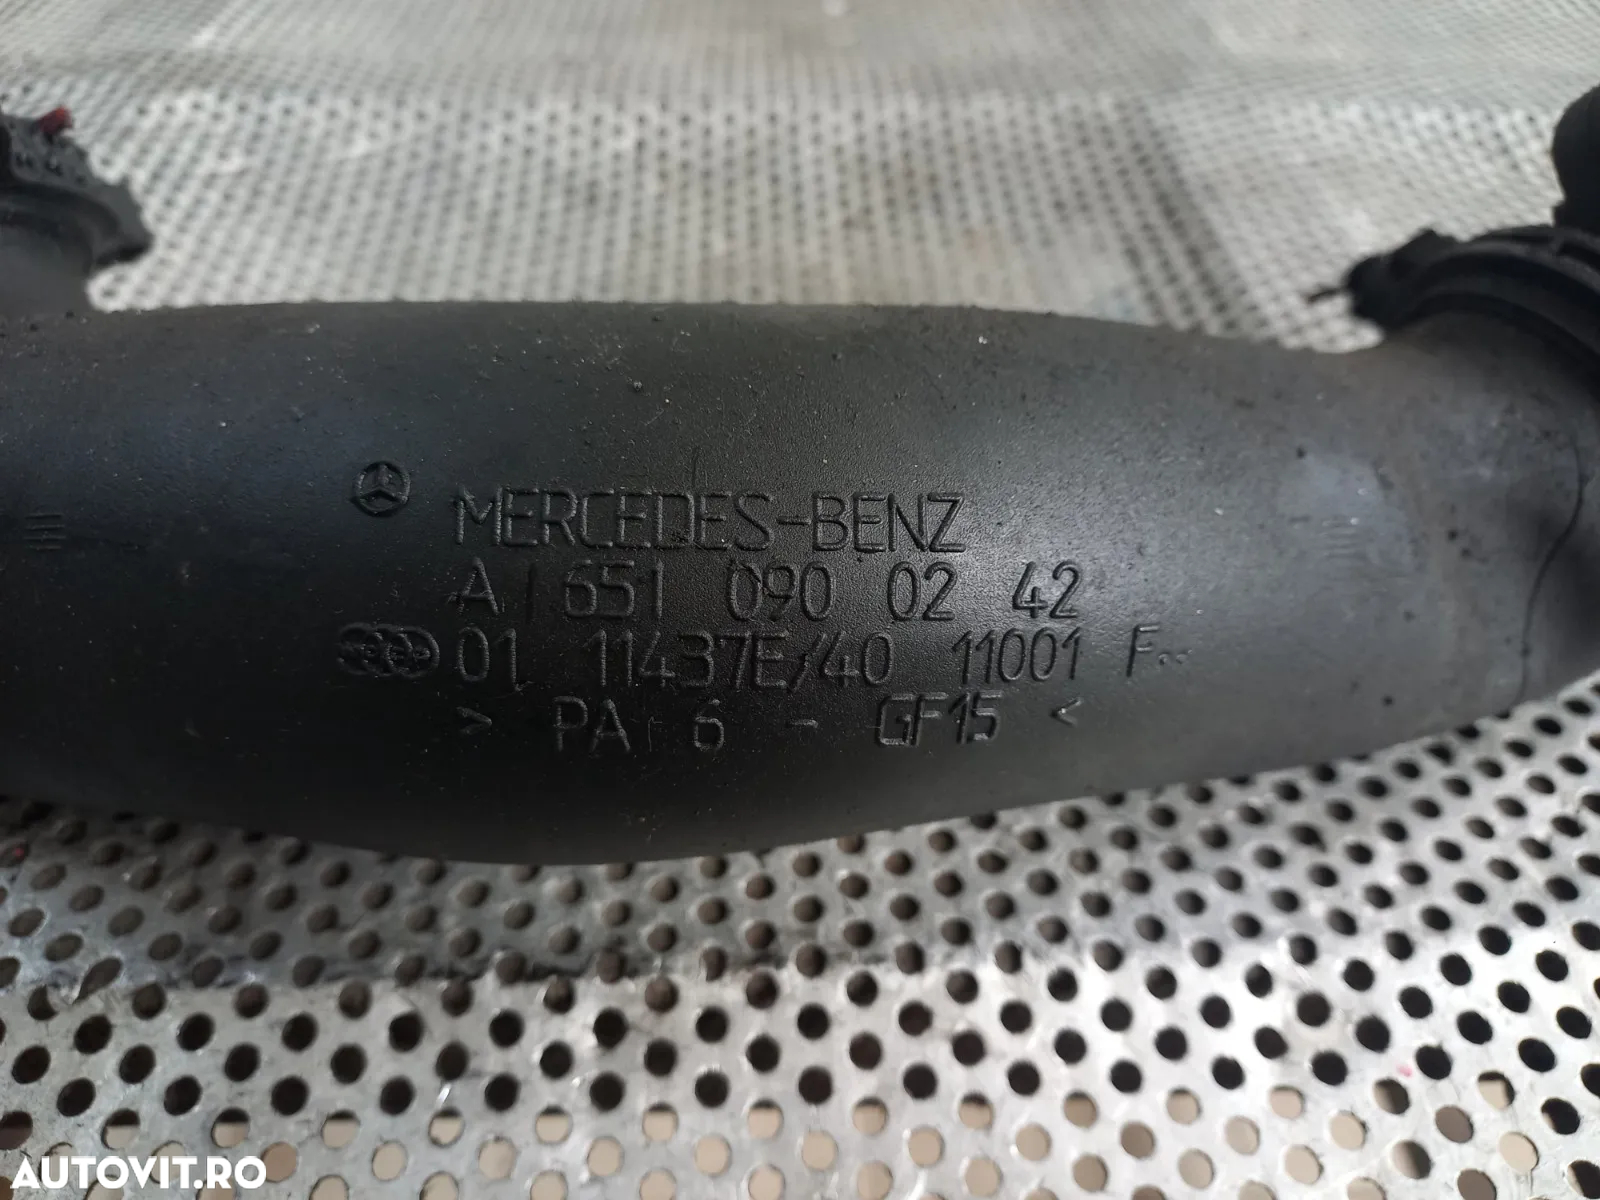 MERCEDES-BENZ
A 651 090 02 42
01 11437E/40 11001 F
> PA 6 - GF15 <
AUTOVIT.RO